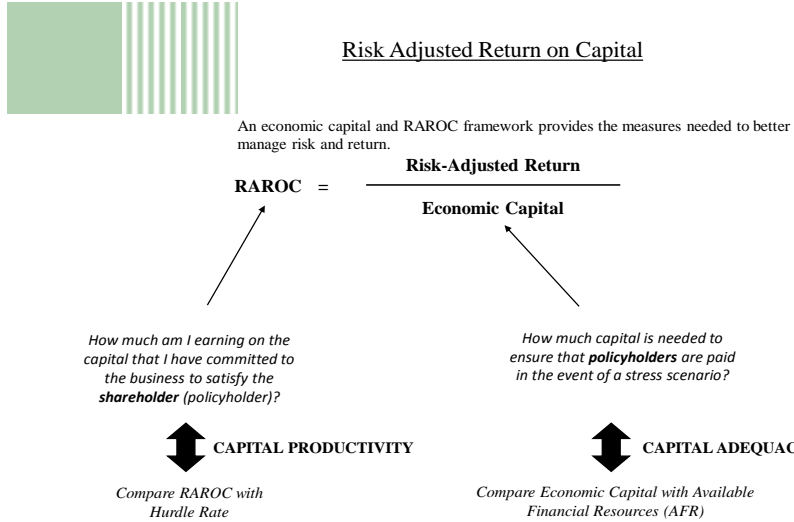 Risk Adjusted Return on Capital
An economic capital and RAROC framework provides the measures needed to better
manage risk and return.
Risk-Adjusted Return
RAROC =
Economic Capital
How much am I earning on the
capital that I have committed to
the business to satisfy the
shareholder (policyholder)?
How much capital is needed to
ensure that policyholders are paid
in the event of a stress scenario?
CAPITAL PRODUCTIVITY
CAPITAL ADEQUAC
Compare RAROC with
Hurdle Rate
Compare Economic Capital with Available
Financial Resources (AFR)